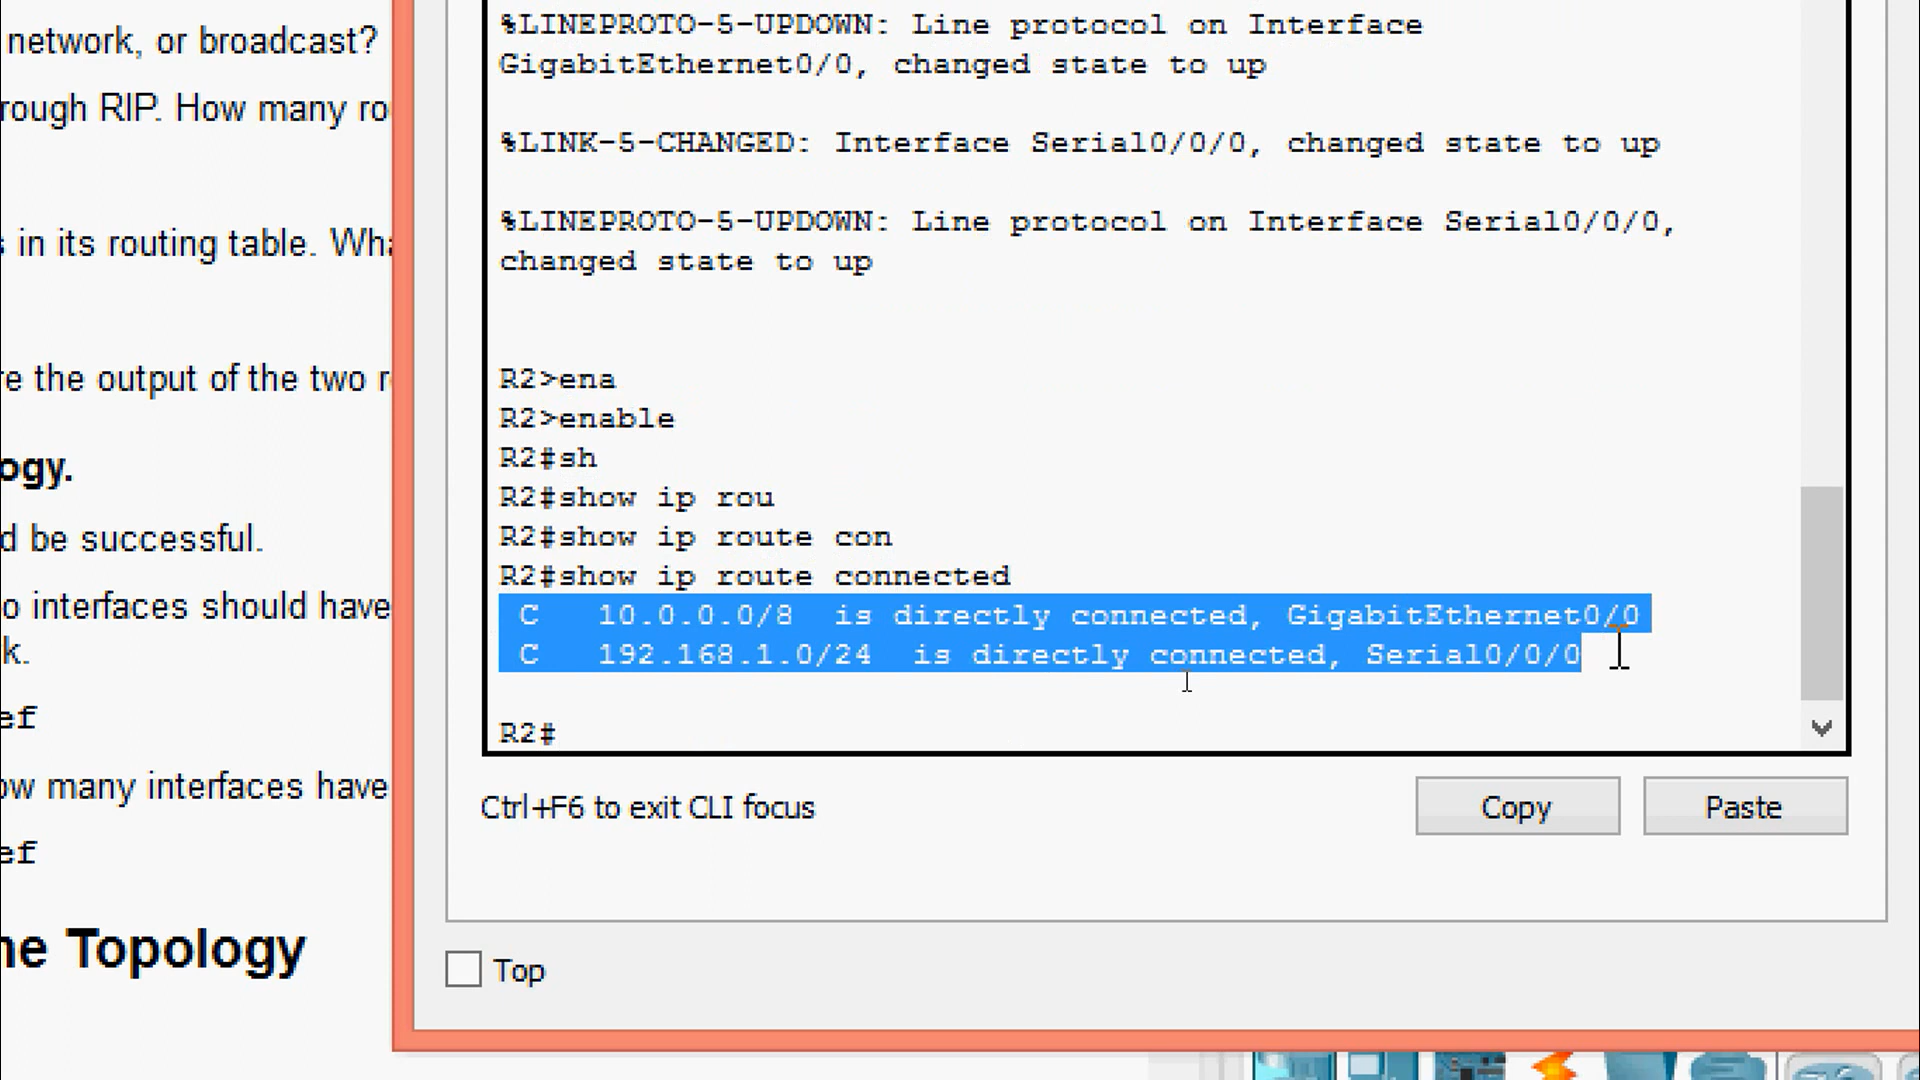 network, or broadcast?
rough RIP. How many ro
s in its routing table. Wha
re the output of the two r
ogy.
d be successful.
o interfaces should have
k.
ef
ow many interfaces have
ef
ne Topology
%LINEPROTO-5-UPDOWN: Line protocol on Interface
GigabitEthernet0/0, changed state to up
%LINK-5-CHANGED: Interface Serial0/0/0, changed state to up
%LINEPROTO-5-UPDOWN: Line protocol on Interface Serial0/0/0,
changed state to up
R2>ena
R2>enable
R2#sh
R2#show ip rou
R2#show ip route con
R2#show ip route connected
C 10.0.0.0/8 is directly connected, GigabitEthernet0/0
C 192.168.1.0/24 is directly connected, Serial0/0/0
R2#
Ctrl+F6 to exit CLI focus
Copy
Paste
Top